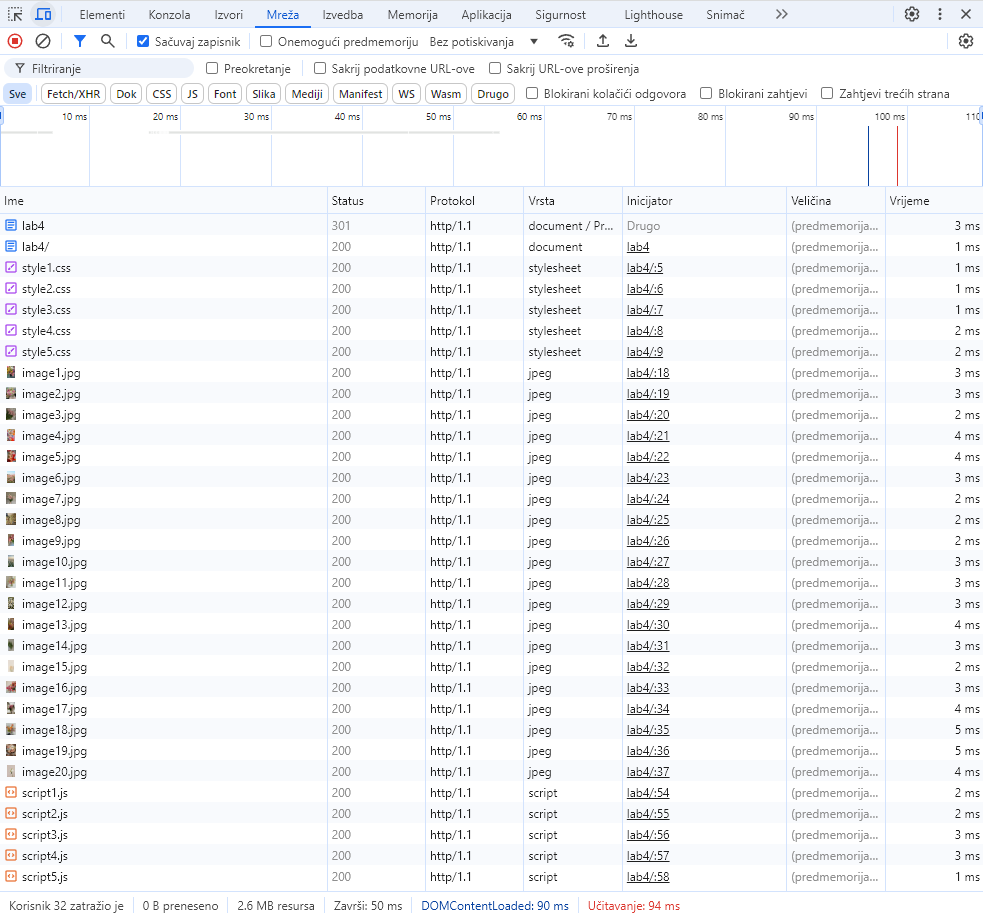 Elementi Konzola Izvori Mreža Izvedba Memorija Aplikacija Sigurnost Lighthouse Snimač
Sačuvaj zapisnik Onemogući predmemoriju Bez potiskivanja
Filtriranje Preokretanje Sakrij podatkovne URL-ove Sakrij URL-ove proširenja
Sve Fetch/XHR Dok CSS JS Font Slika Mediji Manifest WS Wasm Drugo Blokirani kolačići odgovora Blokirani zahtjevi Zahtjevi trećih strana
10 ms 20 ms 30 ms 40 ms 50 ms 60 ms 70 ms 80 ms 90 ms 100 ms 110
Ime Status Protokol Vrsta Inicijator Veličina Vrijeme
lab4 301 http/1.1 document / Pr... Drugo (predmemorija... 3 ms
lab4/ 200 http/1.1 document lab4 (predmemorija... 1 ms
style1.css 200 http/1.1 stylesheet lab4/:5 (predmemorija... 1 ms
style2.css 200 http/1.1 stylesheet lab4/:6 (predmemorija... 1 ms
style3.css 200 http/1.1 stylesheet lab4/:7 (predmemorija... 1 ms
style4.css 200 http/1.1 stylesheet lab4/:8 (predmemorija... 2 ms
style5.css 200 http/1.1 stylesheet lab4/:9 (predmemorija... 2 ms
image1.jpg 200 http/1.1 jpeg lab4/:18 (predmemorija... 3 ms
image2.jpg 200 http/1.1 jpeg lab4/:19 (predmemorija... 3 ms
image3.jpg 200 http/1.1 jpeg lab4/:20 (predmemorija... 2 ms
image4.jpg 200 http/1.1 jpeg lab4/:21 (predmemorija... 4 ms
image5.jpg 200 http/1.1 jpeg lab4/:22 (predmemorija... 4 ms
image6.jpg 200 http/1.1 jpeg lab4/:23 (predmemorija... 3 ms
image7.jpg 200 http/1.1 jpeg lab4/:24 (predmemorija... 2 ms
image8.jpg 200 http/1.1 jpeg lab4/:25 (predmemorija... 2 ms
image9.jpg 200 http/1.1 jpeg lab4/:26 (predmemorija... 2 ms
image10.jpg 200 http/1.1 jpeg lab4/:27 (predmemorija... 3 ms
image11.jpg 200 http/1.1 jpeg lab4/:28 (predmemorija... 3 ms
image12.jpg 200 http/1.1 jpeg lab4/:29 (predmemorija... 3 ms
image13.jpg 200 http/1.1 jpeg lab4/:30 (predmemorija... 4 ms
image14.jpg 200 http/1.1 jpeg lab4/:31 (predmemorija... 3 ms
image15.jpg 200 http/1.1 jpeg lab4/:32 (predmemorija... 2 ms
image16.jpg 200 http/1.1 jpeg lab4/:33 (predmemorija... 3 ms
image17.jpg 200 http/1.1 jpeg lab4/:34 (predmemorija... 4 ms
image18.jpg 200 http/1.1 jpeg lab4/:35 (predmemorija... 5 ms
image19.jpg 200 http/1.1 jpeg lab4/:36 (predmemorija... 5 ms
image20.jpg 200 http/1.1 jpeg lab4/:37 (predmemorija... 4 ms
script1.js 200 http/1.1 script lab4/:54 (predmemorija... 2 ms
script2.js 200 http/1.1 script lab4/:55 (predmemorija... 2 ms
script3.js 200 http/1.1 script lab4/:56 (predmemorija... 3 ms
script4.js 200 http/1.1 script lab4/:57 (predmemorija... 3 ms
script5.js 200 http/1.1 script lab4/:58 (predmemorija... 1 ms
Korisnik 32 zatražio je 0 B preneseno 2.6 MB resursa Završi: 50 ms DOMContentLoaded: 90 ms Učitavanje: 94 ms